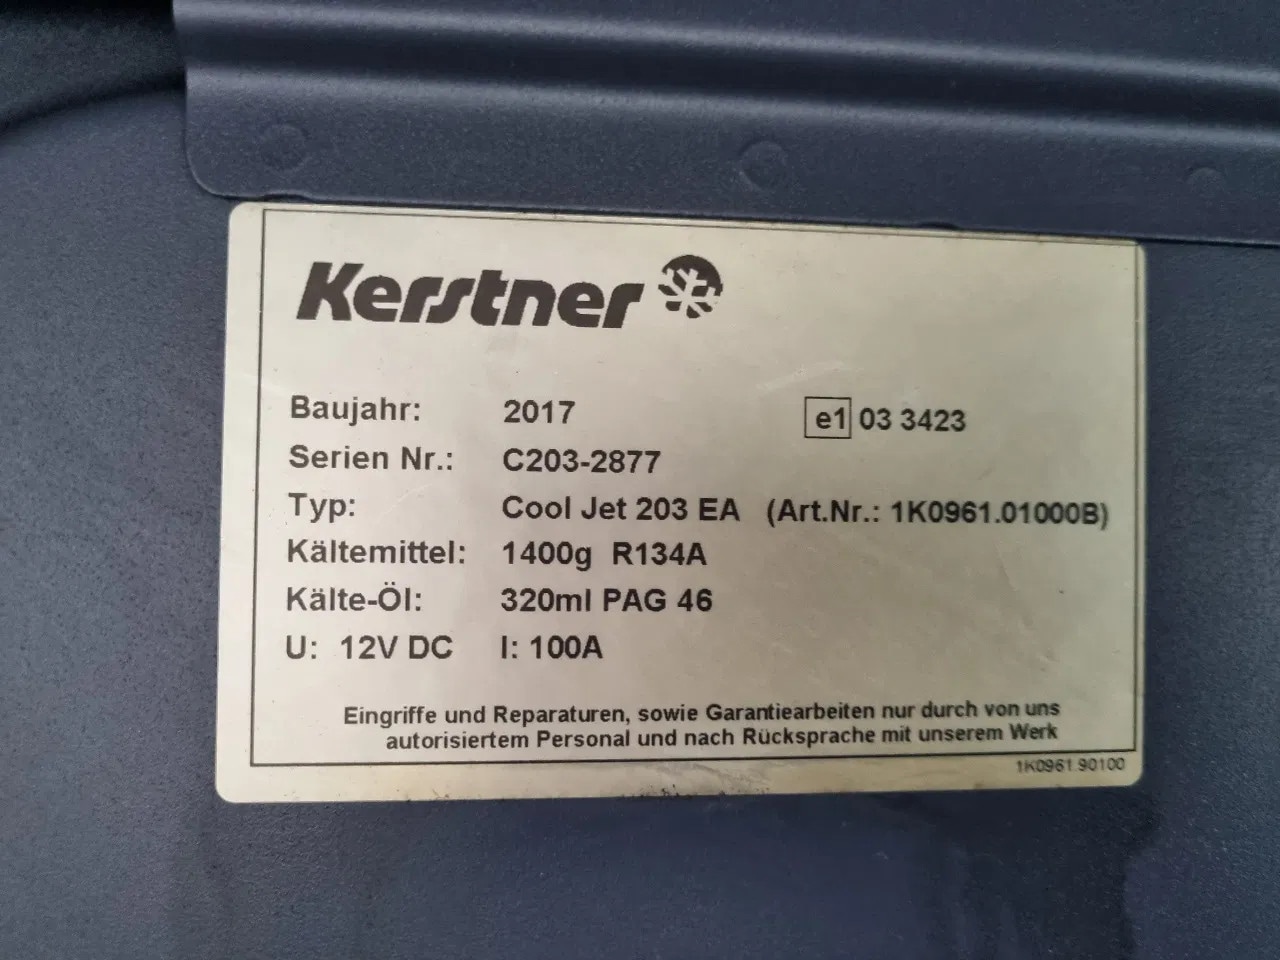 Kerstner
Baujahr: 2017 e1 03 3423
Serien Nr.: C203-2877
Typ: Cool Jet 203 EA (Art.Nr.: 1K0961.01000B)
Kältemittel: 1400g R134A
Kälte-Öl: 320ml PAG 46
U: 12V DC I: 100A
Eingriffe und Reparaturen, sowie Garantiearbeiten nur durch von uns
autorisiertem Personal und nach Rücksprache mit unserem Werk
1K0961.90100